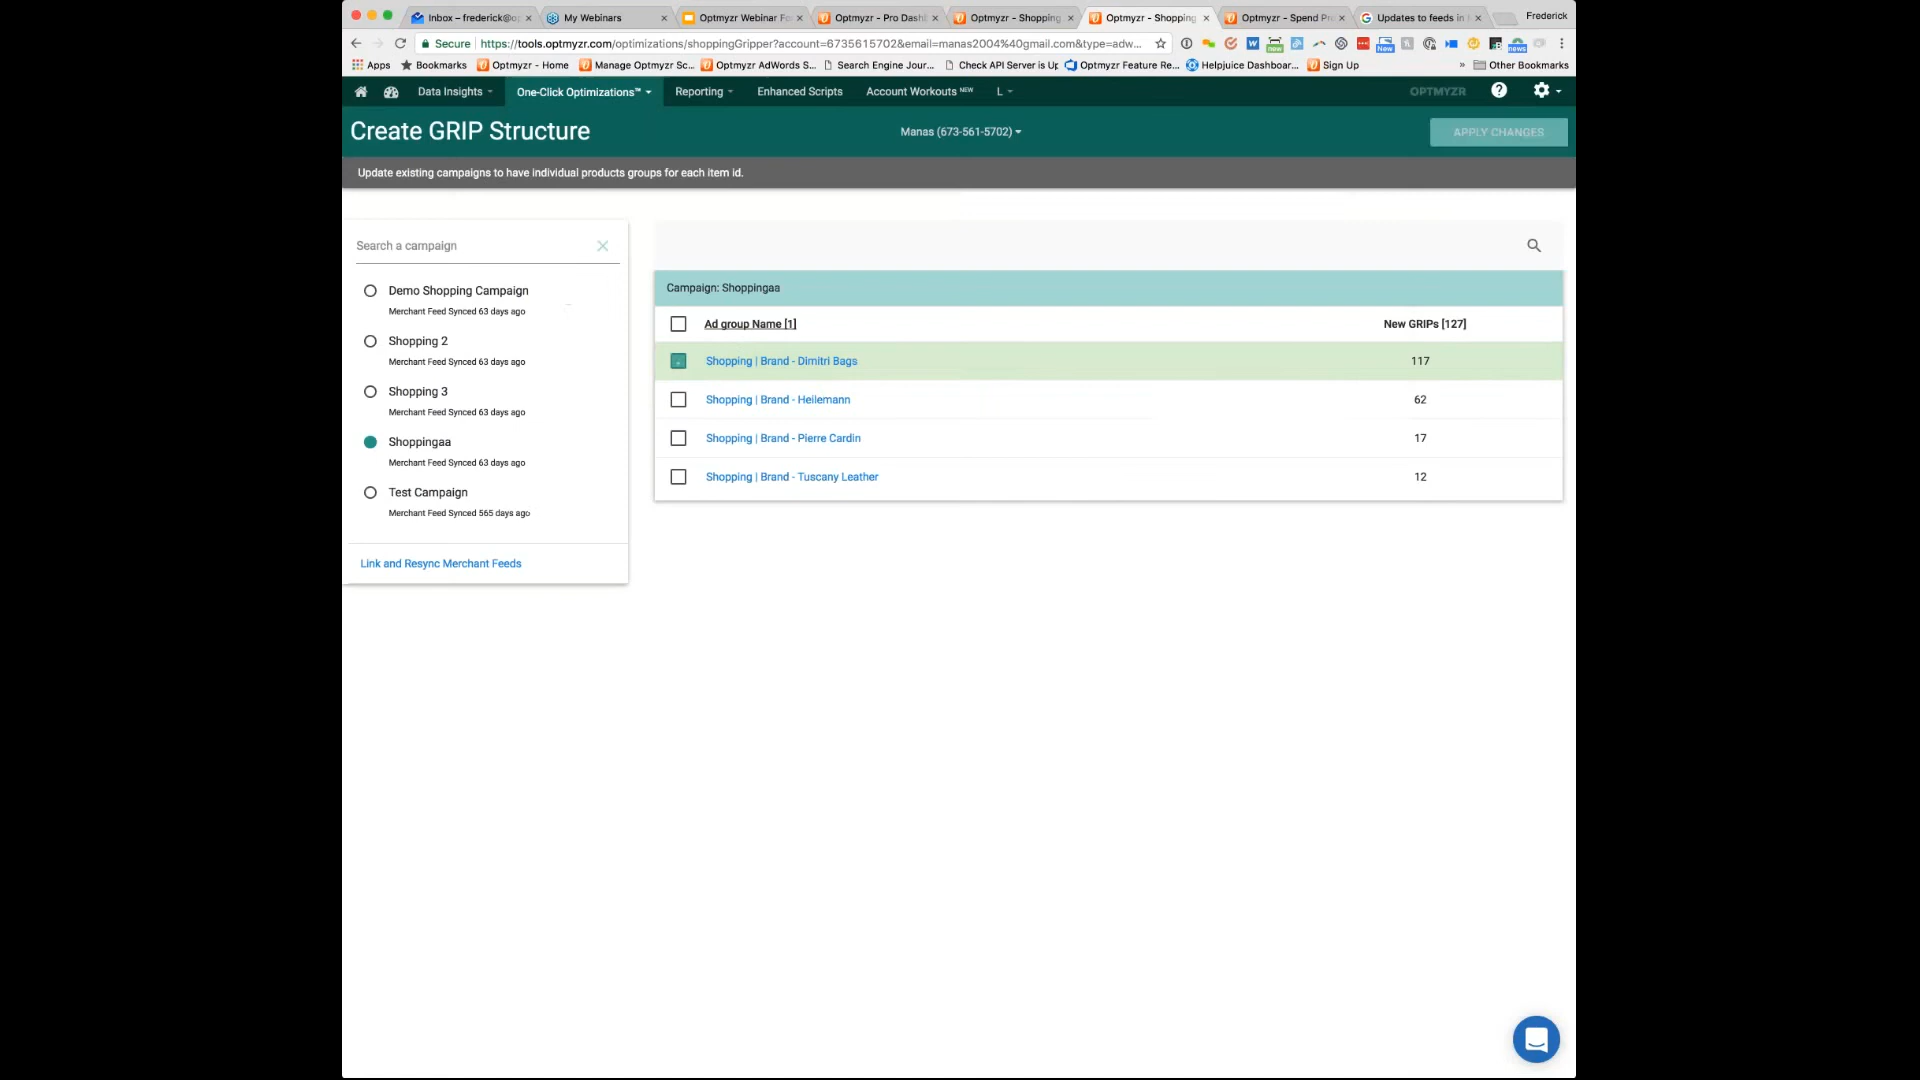 Inbox – frederick@o
My Webinars
Optmyzr Webinar Fo
Optmyzr - Pro Dash
Optmyzr - Shopping
Optmyzr - Shopping
Optmyzr - Spend Pr
Updates to feeds in
Frederick
Secure
https://tools.optmyzr.com/optimizations/shoppingGripper?account=6735615702&email=manas2004%40gmail.com&type=adw...
new
New
news
Apps
Bookmarks
Optmyzr - Home
Manage Optmyzr Sc...
Optmyzr AdWords S...
Search Engine Jour...
Check API Server is Up
Optmyzr Feature Re...
Helpjuice Dashboar...
Sign Up
»
Other Bookmarks
Data Insights
One-Click Optimizations™
Reporting
Enhanced Scripts
Account Workouts NEW
L
OPTMYZR
Create GRIP Structure
Manas (673-561-5702)
APPLY CHANGES
Update existing campaigns to have individual products groups for each item id.
Search a campaign
Demo Shopping Campaign
Merchant Feed Synced 63 days ago
Shopping 2
Merchant Feed Synced 63 days ago
Shopping 3
Merchant Feed Synced 63 days ago
Shoppingaa
Merchant Feed Synced 63 days ago
Test Campaign
Merchant Feed Synced 565 days ago
Link and Resync Merchant Feeds
Campaign: Shoppingaa
Ad group Name [1]
New GRIPs [127]
Shopping | Brand - Dimitri Bags
117
Shopping | Brand - Heilemann
62
Shopping | Brand - Pierre Cardin
17
Shopping | Brand - Tuscany Leather
12